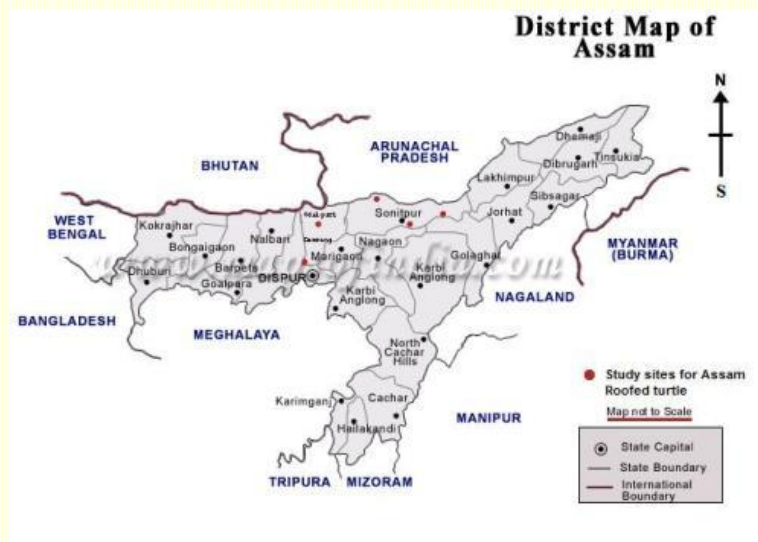 District Map of
Assam
N
S
BHUTAN
ARUNACHAL
PRADESH
WEST
BENGAL
BANGLADESH
MEGHALAYA
NAGALAND
MYANMAR
(BURMA)
MANIPUR
TRIPURA
MIZORAM
Dhemaji
Dibrugarh
Tinsukia
Lakhimpur
Sibsagar
Jorhat
Sonitpur
Golaghat
Kokrajhar
Bongaigaon
Nalbari
Dhuburi
Barpeta
Goalpara
DISPUR
Marigaon
Nagaon
Karbi
Anglong
Karbi
Anglong
North
Cachar
Hills
Karimganj
Cachar
Hailakandi
Study sites for Assam
Roofed turtle
Map not to Scale
State Capital
State Boundary
International
Boundary